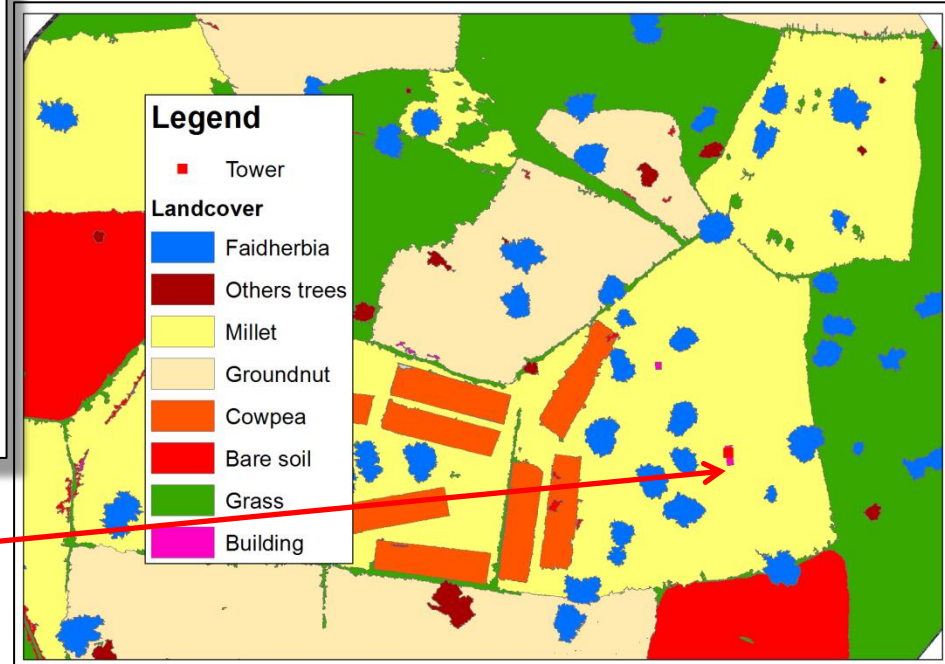 Legend
Tower
Landcover
Faidherbia
Others trees
Millet
Groundnut
Cowpea
Bare soil
Grass
Building